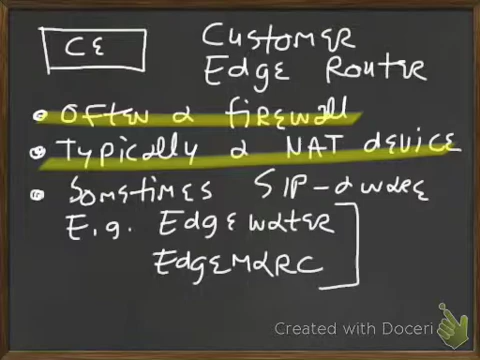 CE
Customer
Edge Router
• Often a firewall
• Typically a NAT device
• Sometimes SIP-aware
E.g. Edgewater
EdgeMARC
Created with Doceri